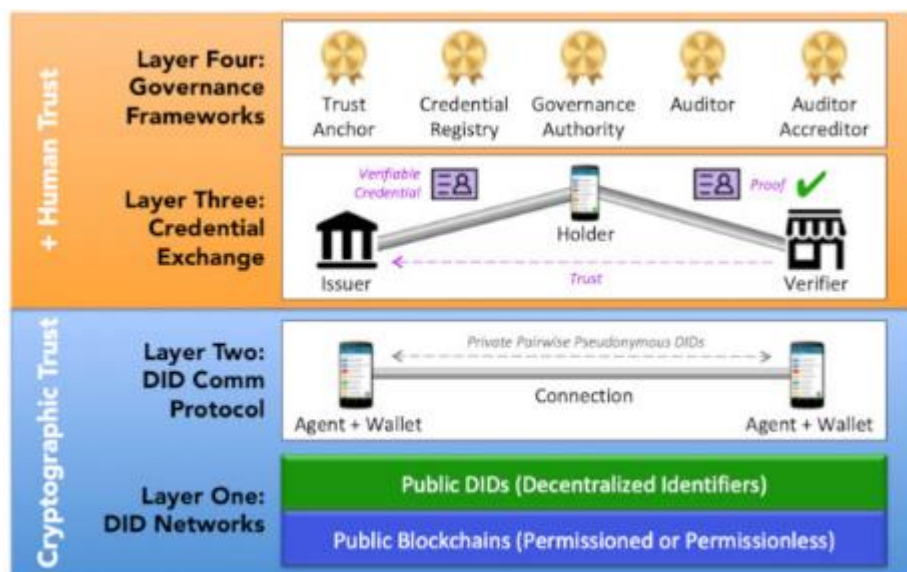 + Human Trust
Layer Four:
Governance
Frameworks
Trust
Anchor
Credential
Registry
Governance
Authority
Auditor
Auditor
Accreditor
Layer Three:
Credential
Exchange
Verifiable
Credential
Proof
Holder
Issuer
Trust
Verifier
Cryptographic Trust
Layer Two:
DID Comm
Protocol
Private Pairwise Pseudonymous DIDs
Connection
Agent + Wallet
Agent + Wallet
Layer One:
DID Networks
Public DIDs (Decentralized Identifiers)
Public Blockchains (Permissioned or Permissionless)